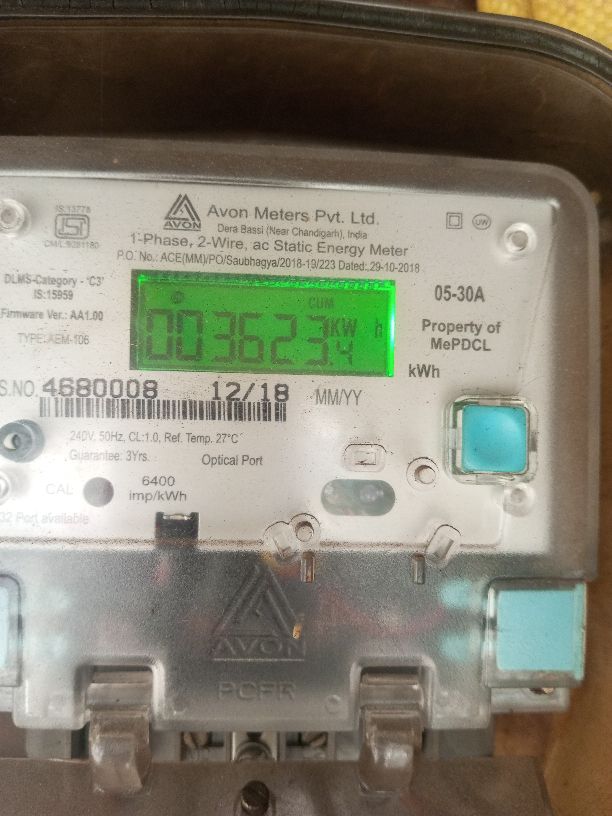 IS:13779
CM/L:9281180
AVON
Avon Meters Pvt. Ltd.
Dera Bassi (Near Chandigarh), India
UW
1-Phase, 2-Wire, ac Static Energy Meter
P.O. No.: ACE(MM)/PO/Saubhagya/2018-19/223 Dated:.29-10-2018
DLMS-Category - 'C3'
IS:15959
Firmware Ver.: AA1.00
TYPE: AEM-106
CUM
003623.4 KW h
05-30A
Property of
MePDCL
kWh
S.NO. 4680008 12/18 MM/YY
240V, 50Hz, CL:1.0, Ref. Temp. 27°C
Guarantee: 3Yrs. Optical Port
CAL
6400
imp/kWh
32 Port available
AVON